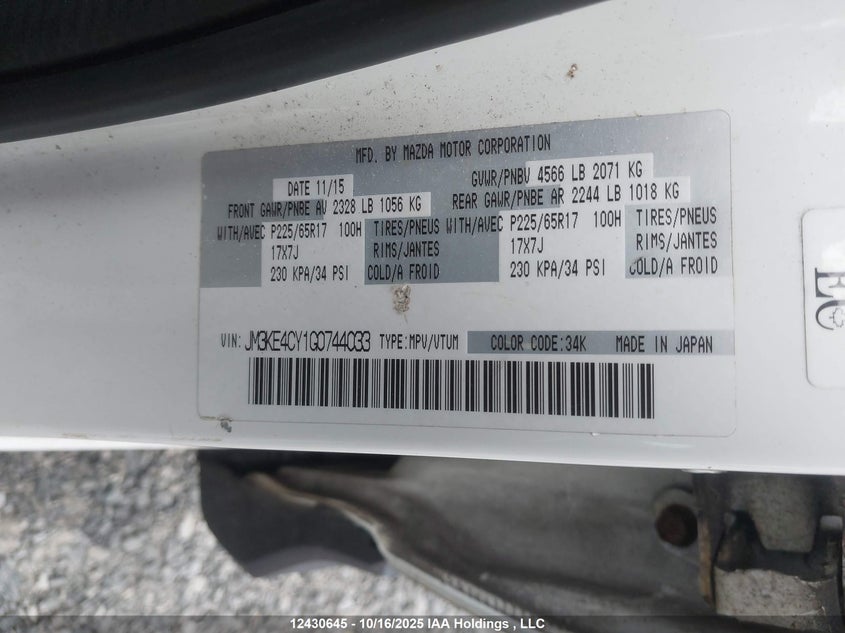 MFD. BY MAZDA MOTOR CORPORATION
DATE 11/15
GVWR/PNBV 4566 LB 2071 KG
FRONT GAWR/PNBE AV 2328 LB 1056 KG
REAR GAWR/PNBE AR 2244 LB 1018 KG
WITH/AVEC P225/65R17 100H TIRES/PNEUS
WITH/AVEC P225/65R17 100H TIRES/PNEUS
17X7J RIMS/JANTES
17X7J RIMS/JANTES
230 KPA/34 PSI COLD/A FROID
230 KPA/34 PSI COLD/A FROID
VIN: JM3KE4CY1G0744033 TYPE:MPV/VTUM COLOR CODE:34K MADE IN JAPAN
12430645 - 10/16/2025 IAA Holdings , LLC